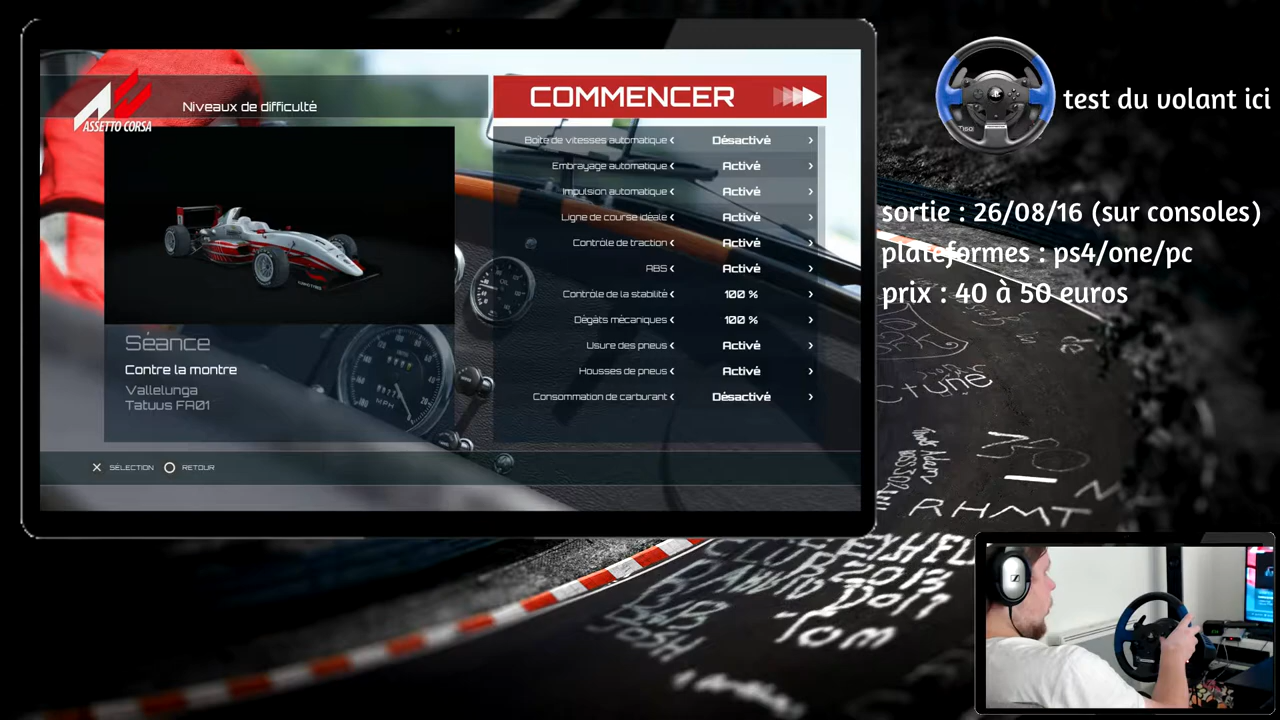 Niveaux de difficulté
COMMENCER
ASSETTO CORSA
Boîte de vitesses automatique Désactivé
Embrayage automatique Activé
Impulsion automatique Activé
Ligne de course idéale Activé
Contrôle de traction Activé
ABS Activé
Contrôle de la stabilité 100 %
Dégâts mécaniques 100 %
Usure des pneus Activé
Housses de pneus Activé
Consommation de carburant Désactivé
Séance
Contre la montre
Vallelunga
Tatuus FA01
SÉLECTION
RETOUR
test du volant ici
sortie : 26/08/16 (sur consoles)
plateformes : ps4/one/pc
prix : 40 à 50 euros
RHMT
CLUB 2013
Tom
JOSH